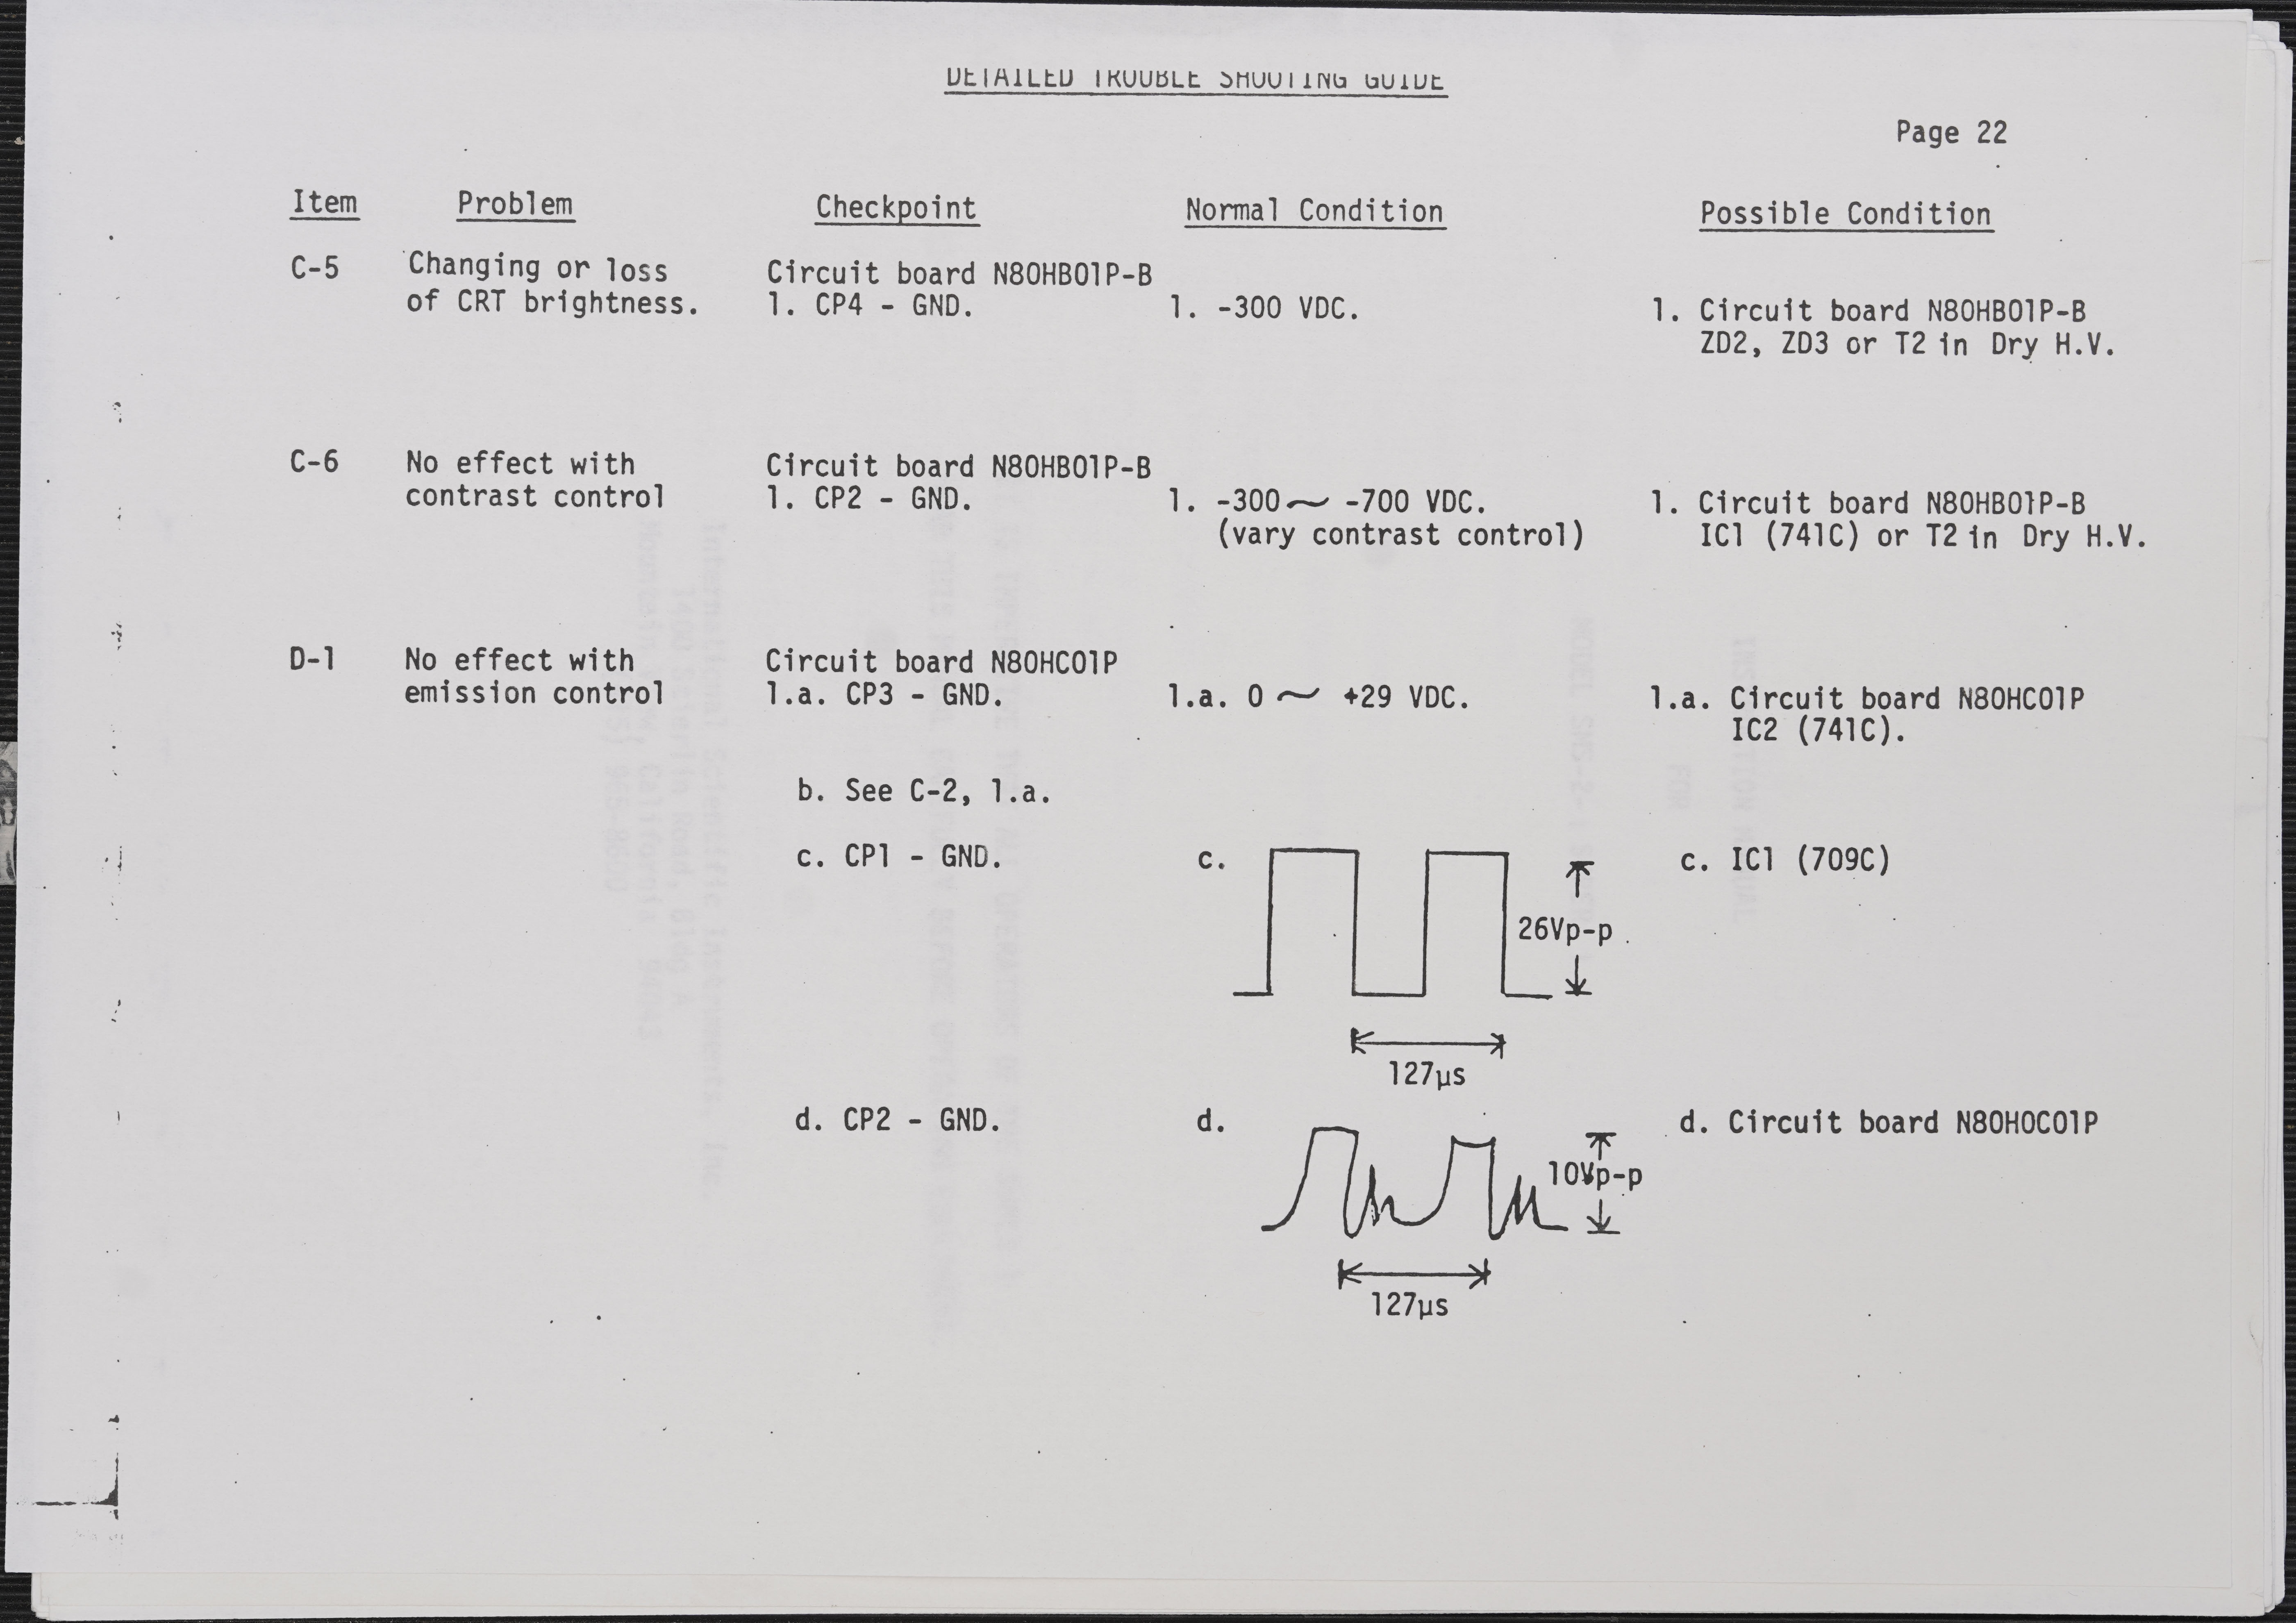 DETAILED TROUBLE SHOOTING GUIDE
Page 22
Item Problem Checkpoint Normal Condition Possible Condition
C-5 Changing or loss of CRT brightness.
Circuit board N80HB01P-B
1. CP4 - GND.
1. -300 VDC.
1. Circuit board N80HB01P-B
ZD2, ZD3 or T2 in Dry H.V.
C-6 No effect with
contrast control
Circuit board N80HB01P-B
1. CP2 - GND.
1. -300 ~ -700 VDC.
(vary contrast control)
1. Circuit board N80HB01P-B
IC1 (741C) or T2 in Dry H.V.
D-1 No effect with
emission control
Circuit board N80HC01P
1.a. CP3 - GND.
1.a. 0 ~ +29 VDC.
1.a. Circuit board N80HC01P
IC2 (741C).
b. See C-2, 1.a.
c. CP1 - GND.
c.
26Vp-p
127µs
c. IC1 (709C)
d. CP2 - GND.
d.
10Vp-p
127µs
d. Circuit board N80H0C01P